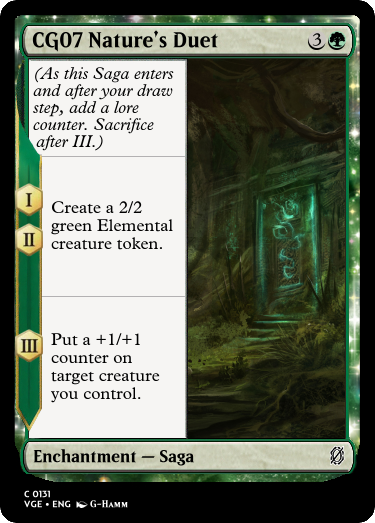 CG07 Nature's Duet 3
(As this Saga enters
and after your draw
step, add a lore
counter. Sacrifice
after III.)
I
II
Create a 2/2
green Elemental
creature token.
III
Put a +1/+1
counter on
target creature
you control.
Enchantment — Saga
C 0131
VGE • ENG G-Hamm